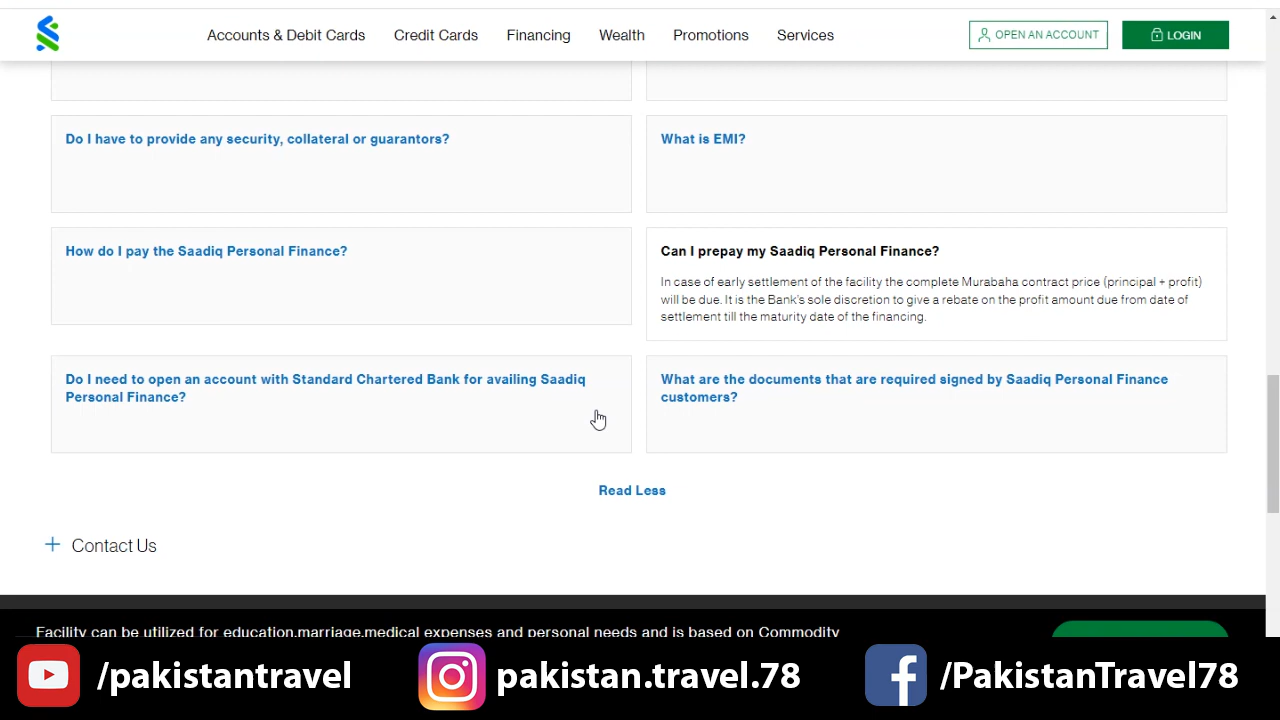 Accounts & Debit Cards Credit Cards Financing Wealth Promotions Services OPEN AN ACCOUNT LOGIN
Do I have to provide any security, collateral or guarantors?
What is EMI?
How do I pay the Saadiq Personal Finance?
Can I prepay my Saadiq Personal Finance?
In case of early settlement of the facility the complete Murabaha contract price (principal + profit)
will be due. It is the Bank's sole discretion to give a rebate on the profit amount due from date of
settlement till the maturity date of the financing.
Do I need to open an account with Standard Chartered Bank for availing Saadiq
Personal Finance?
What are the documents that are required signed by Saadiq Personal Finance
customers?
Read Less
+ Contact Us
Facility can be utilized for education,marriage,medical expenses and personal needs and is based on Commodity
/pakistantravel pakistan.travel.78 /PakistanTravel78